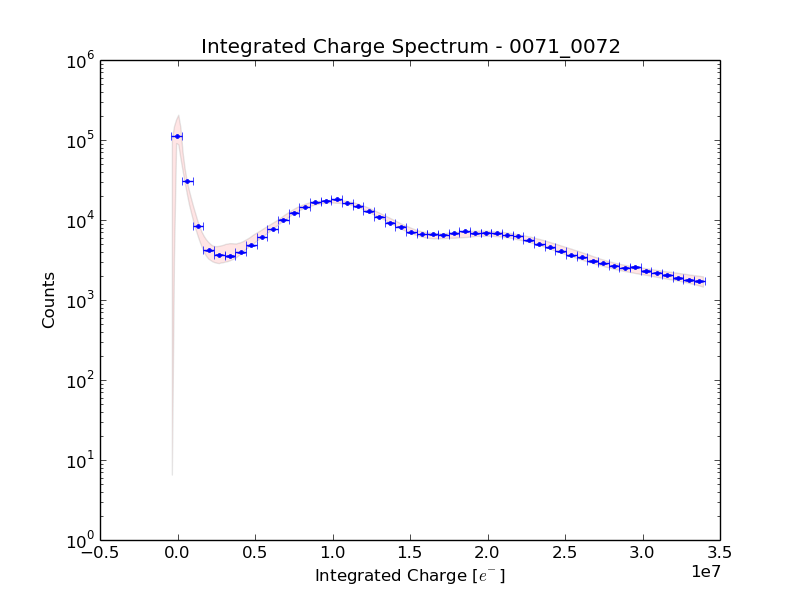 Integrated Charge Spectrum - 0071_0072
10^6
10^5
10^4
10^3
10^2
10^1
10^0
Counts
−0.5 0.0 0.5 1.0 1.5 2.0 2.5 3.0 3.5
1e7
Integrated Charge [e^−]